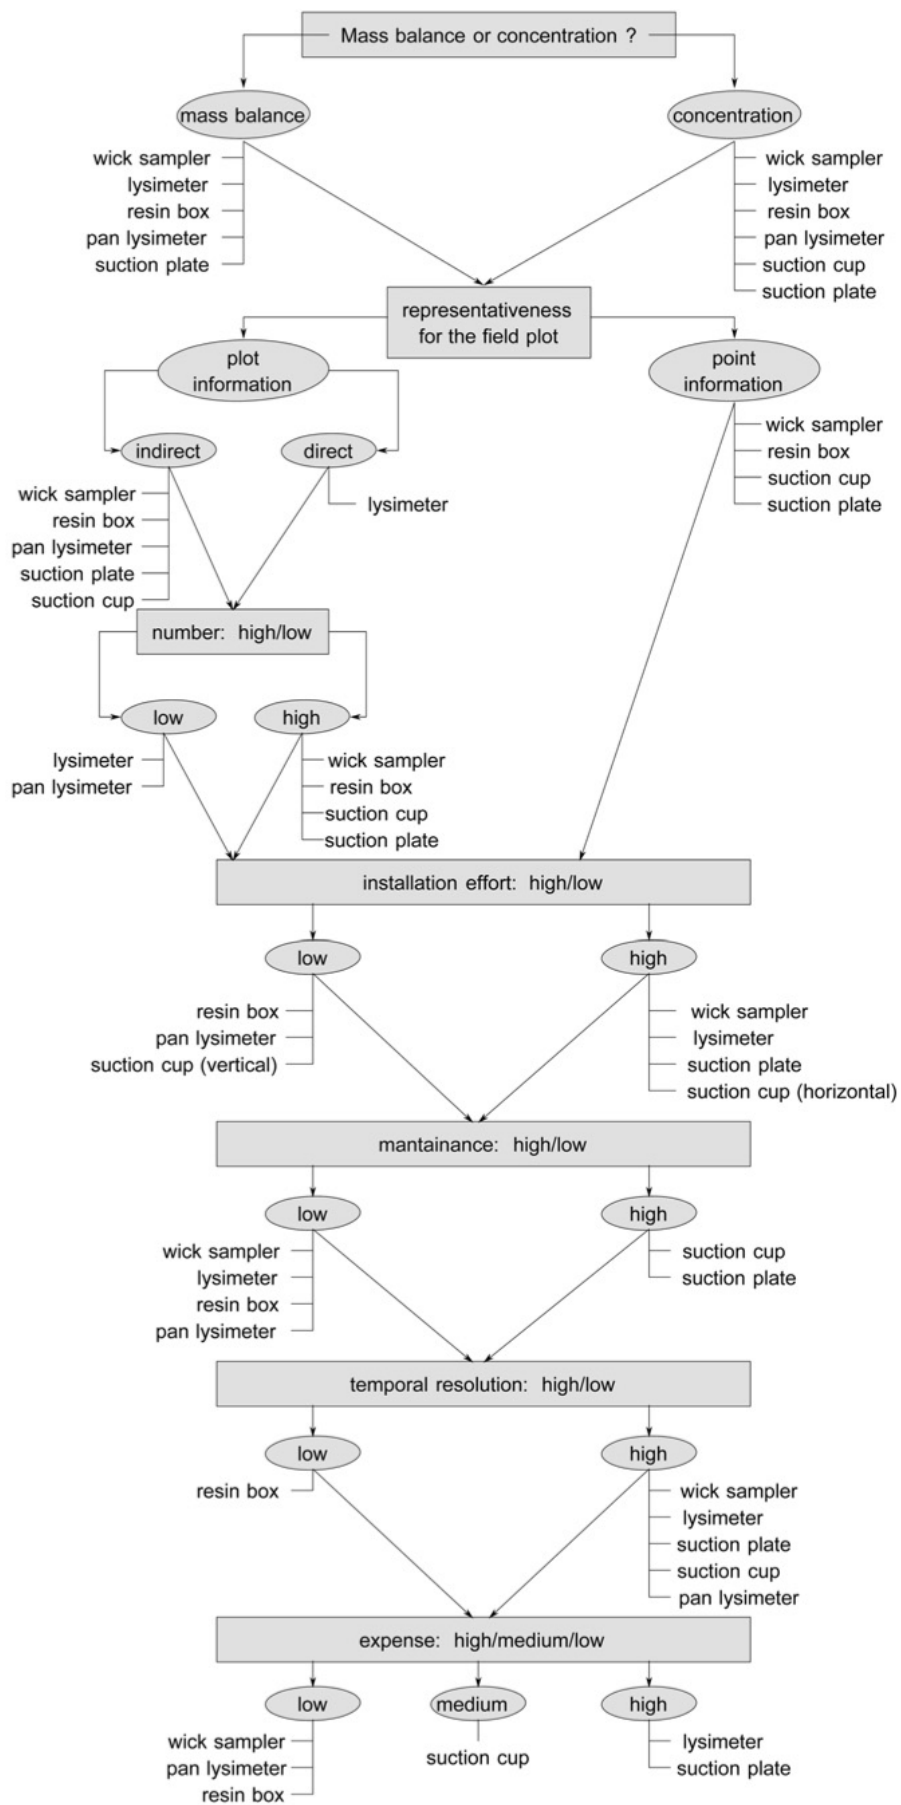 Mass balance or concentration ?
mass balance
concentration
wick sampler
lysimeter
resin box
pan lysimeter
suction plate
wick sampler
lysimeter
resin box
pan lysimeter
suction cup
suction plate
representativeness
for the field plot
plot
information
point
information
indirect
direct
wick sampler
resin box
pan lysimeter
suction plate
suction cup
lysimeter
wick sampler
resin box
suction cup
suction plate
number: high/low
low
high
lysimeter
pan lysimeter
wick sampler
resin box
suction cup
suction plate
installation effort: high/low
low
high
resin box
pan lysimeter
suction cup (vertical)
wick sampler
lysimeter
suction plate
suction cup (horizontal)
mantainance: high/low
low
high
wick sampler
lysimeter
resin box
pan lysimeter
suction cup
suction plate
temporal resolution: high/low
low
high
resin box
wick sampler
lysimeter
suction plate
suction cup
pan lysimeter
expense: high/medium/low
low
medium
high
wick sampler
pan lysimeter
resin box
suction cup
lysimeter
suction plate